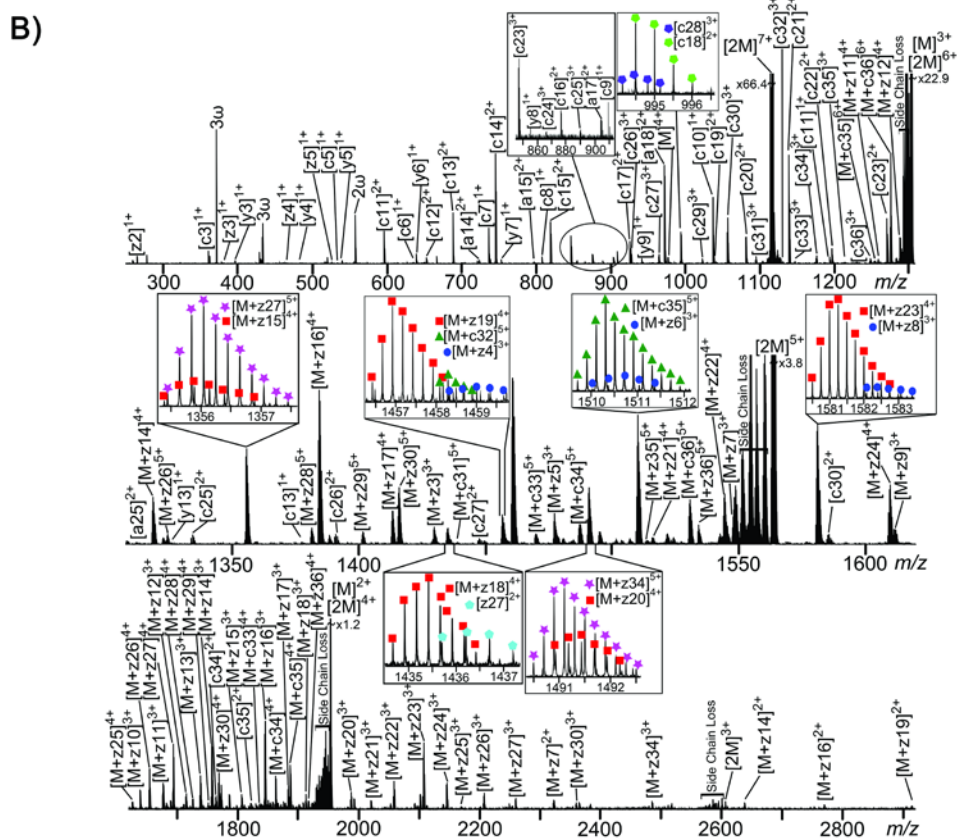 B)
[z2]1+
[c3]1+
3ω
[z3]1+
[y3]1+
3ω
[z4]1+
[y4]1+
[z5]1+
[c5]1+
[y5]1+
2ω
[c11]2+
[c6]1+
[y6]1+
[c12]2+
[c13]2+
[a14]2+
[c7]1+
[c14]2+
[y7]1+
[a15]2+
[c8]1+
[c15]2+
[c23]3+
[y8]1+
[c24]3+
[c16]2+
[c25]3+
[a17]2+
[c9]1+
860 880 900
[c28]3+
[c18]2+
995 996
[c17]2+
[c26]3+
[y9]1+
[c27]3+
[a18]2+
[M]4+
[c10]1+
[c29]3+
[c19]2+
[c30]3+
[c20]2+
[c31]3+
[2M]7+
x66.4
[c32]3+
[c21]2+
[c33]3+
[c34]3+
[c11]1+
[c22]2+
[c35]3+
[M+c35]6+
[M+z11]4+
[c36]3+
[M+c36]6+
[c23]2+
[M+z12]4+
Side Chain Loss
[M]3+
[2M]6+
x22.9
300 400 500 600 700 800 900 1000 1100 1200 m/z
[M+z27]5+
[M+z15]4+
1356 1357
[M+z19]4+
[M+c32]5+
[M+z4]3+
1457 1458 1459
[M+c35]5+
[M+z6]3+
1510 1511 1512
[M+z23]4+
[M+z8]3+
1581 1582 1583
[a25]2+
[M+z14]4+
[M+z26]5+
[y13]1+
[c25]2+
[c13]1+
[M+z28]5+
[M+z16]4+
[c26]2+
[M+z29]5+
[M+z17]4+
[M+z30]5+
[M+z3]3+
[M+c31]5+
[c27]2+
[M+c33]5+
[M+z5]3+
[M+c34]5+
[M+z35]5+
[M+z21]4+
[M+c36]5+
[M+z36]5+
[M+z22]4+
[M+z7]3+
Side Chain Loss
[2M]5+
x3.8
[c30]2+
[M+z24]4+
[M+z9]3+
1350 1400 1550 1600 m/z
[M+z18]4+
[z27]2+
1435 1436 1437
[M+z34]5+
[M+z20]4+
1491 1492
[M+z25]4+
[M+z10]3+
[M+z26]4+
[M+z27]4+
[M+z11]3+
[M+z12]3+
[M+z28]4+
[M+z13]3+
[M+z29]4+
[M+z14]3+
[M+z30]4+
[c34]2+
[c35]2+
[M+z15]3+
[M+c33]4+
[M+z16]3+
[M+c34]4+
[M+z17]3+
[M+c35]4+
[M+z18]3+
[M+z36]4+
Side Chain Loss
[M]2+
[2M]4+
x1.2
[M+z20]3+
[M+z21]3+
[M+z22]3+
[M+z23]3+
[M+z24]3+
[M+z25]3+
[M+z26]3+
[M+z27]3+
[M+z7]2+
[M+z30]3+
[M+z34]3+
Side Chain Loss
[2M]3+
[M+z14]2+
[M+z16]2+
[M+z19]2+
1800 2000 2200 2400 2600 2800 m/z